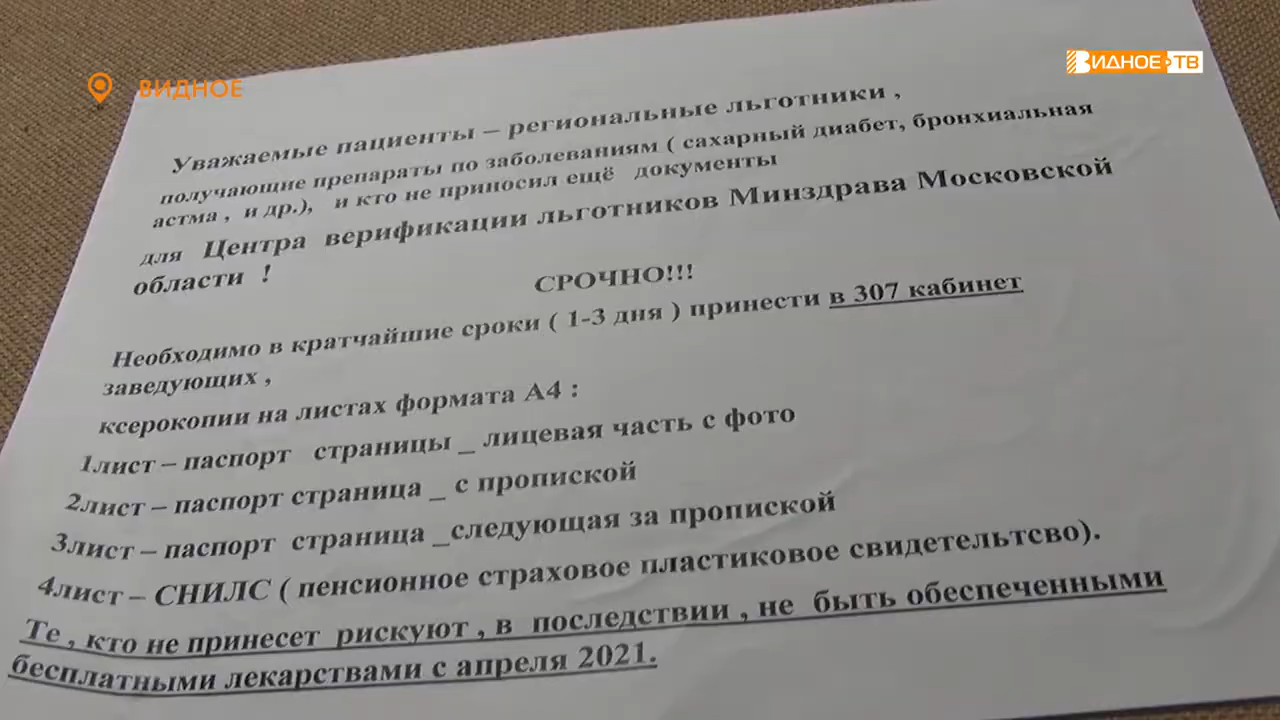 ВИДНОЕ
ВИДНОЕ ТВ
Уважаемые пациенты – региональные льготники ,
получающие препараты по заболеваниям ( сахарный диабет, бронхиальная
астма , и др.), и кто не приносил ещё документы
для Центра верификации льготников Минздрава Московской
области !
СРОЧНО!!!
Необходимо в кратчайшие сроки ( 1-3 дня ) принести в 307 кабинет
заведующих ,
ксерокопии на листах формата А4 :
1лист – паспорт страницы _ лицевая часть с фото
2лист – паспорт страница _ с пропиской
3лист – паспорт страница _следующая за пропиской
4лист – СНИЛС ( пенсионное страховое пластиковое свидетельтсво).
Те , кто не принесет рискуют , в последствии , не быть обеспеченными
бесплатными лекарствами с апреля 2021.